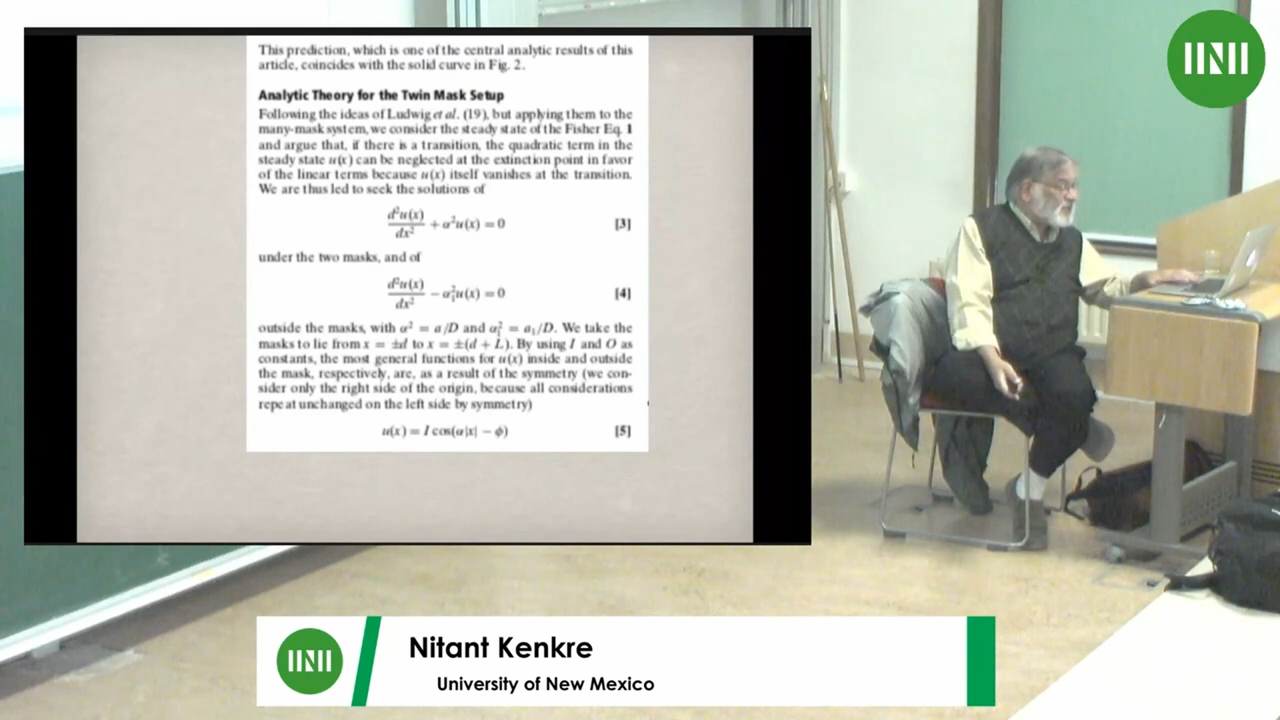 This prediction, which is one of the central analytic results of this
article, coincides with the solid curve in Fig. 2.
Analytic Theory for the Twin Mask Setup
Following the ideas of Ludwig et al. (19), but applying them to the
many-mask system, we consider the steady state of the Fisher Eq. 1
and argue that, if there is a transition, the quadratic term in the
steady state u(x) can be neglected at the extinction point in favor
of the linear terms because u(x) itself vanishes at the transition.
We are thus led to seek the solutions of
d²u(x)/dx² + α²u(x) = 0 [3]
under the two masks, and of
d²u(x)/dx² − α₁²u(x) = 0 [4]
outside the masks, with α² = a/D and α₁² = a₁/D. We take the
masks to lie from x = ±d to x = ±(d + L). By using I and O as
constants, the most general functions for u(x) inside and outside
the mask, respectively, are, as a result of the symmetry (we con-
sider only the right side of the origin, because all considerations
repeat unchanged on the left side by symmetry)
u(x) = I cos(α|x| − ϕ) [5]
Nitant Kenkre
University of New Mexico